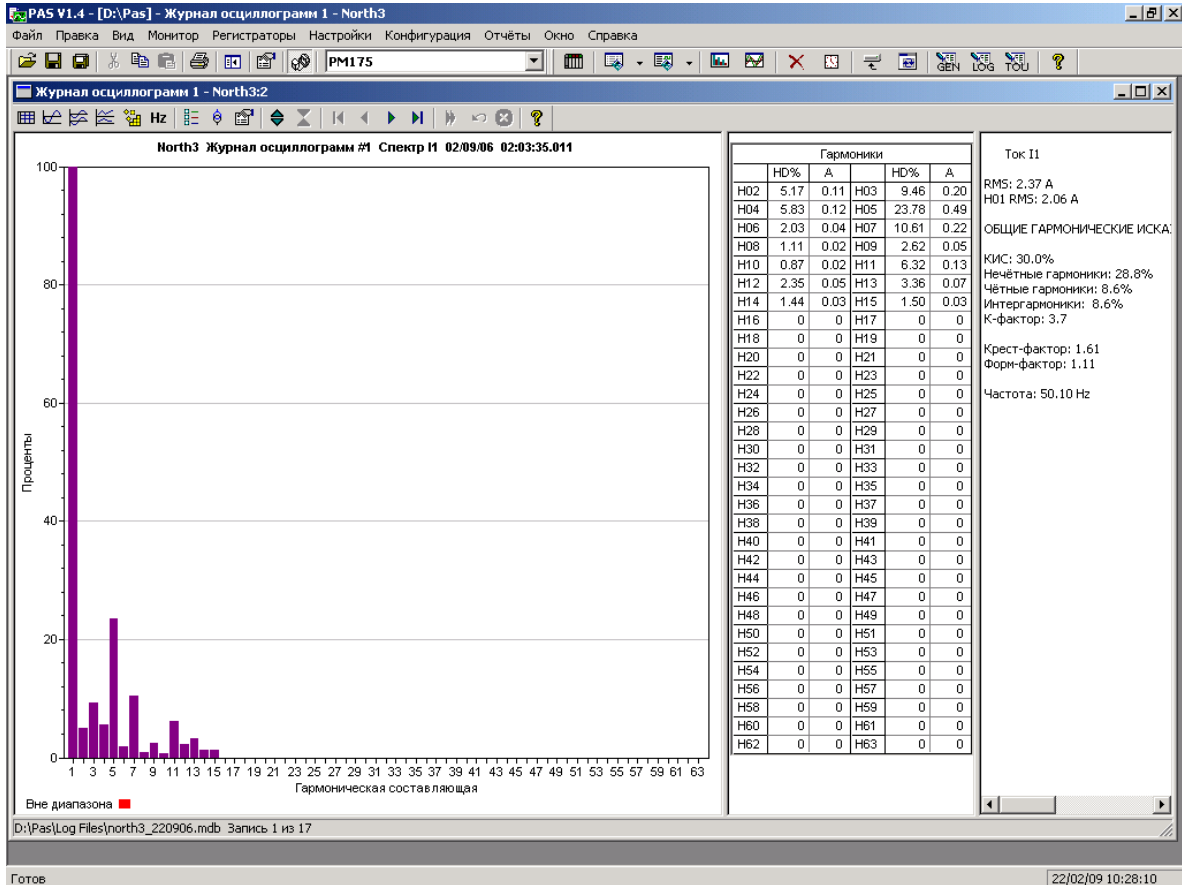 PAS V1.4 - [D:\Pas] - Журнал осциллограмм 1 - North3
Файл Правка Вид Монитор Регистраторы Настройки Конфигурация Отчёты Окно Справка
PM175
GEN LOG TOU
Журнал осциллограмм 1 - North3:2
Hz
North3 Журнал осциллограмм #1 Спектр I1 02/09/06 02:03:35.011
100
80
60
40
20
0
Проценты
1 3 5 7 9 11 13 15 17 19 21 23 25 27 29 31 33 35 37 39 41 43 45 47 49 51 53 55 57 59 61 63
Гармоническая составляющая
Вне диапазона
Гармоники
HD% A HD% A
H02 5.17 0.11 H03 9.46 0.20
H04 5.83 0.12 H05 23.78 0.49
H06 2.03 0.04 H07 10.61 0.22
H08 1.11 0.02 H09 2.62 0.05
H10 0.87 0.02 H11 6.32 0.13
H12 2.35 0.05 H13 3.36 0.07
H14 1.44 0.03 H15 1.50 0.03
H16 0 0 H17 0 0
H18 0 0 H19 0 0
H20 0 0 H21 0 0
H22 0 0 H23 0 0
H24 0 0 H25 0 0
H26 0 0 H27 0 0
H28 0 0 H29 0 0
H30 0 0 H31 0 0
H32 0 0 H33 0 0
H34 0 0 H35 0 0
H36 0 0 H37 0 0
H38 0 0 H39 0 0
H40 0 0 H41 0 0
H42 0 0 H43 0 0
H44 0 0 H45 0 0
H46 0 0 H47 0 0
H48 0 0 H49 0 0
H50 0 0 H51 0 0
H52 0 0 H53 0 0
H54 0 0 H55 0 0
H56 0 0 H57 0 0
H58 0 0 H59 0 0
H60 0 0 H61 0 0
H62 0 0 H63 0 0
Ток I1
RMS: 2.37 A
H01 RMS: 2.06 A
ОБЩИЕ ГАРМОНИЧЕСКИЕ ИСКА
КИС: 30.0%
Нечётные гармоники: 28.8%
Чётные гармоники: 8.6%
Интергармоники: 8.6%
К-фактор: 3.7
Крест-фактор: 1.61
Форм-фактор: 1.11
Частота: 50.10 Hz
D:\Pas\Log Files\north3_220906.mdb Запись 1 из 17
Готов
22/02/09 10:28:10